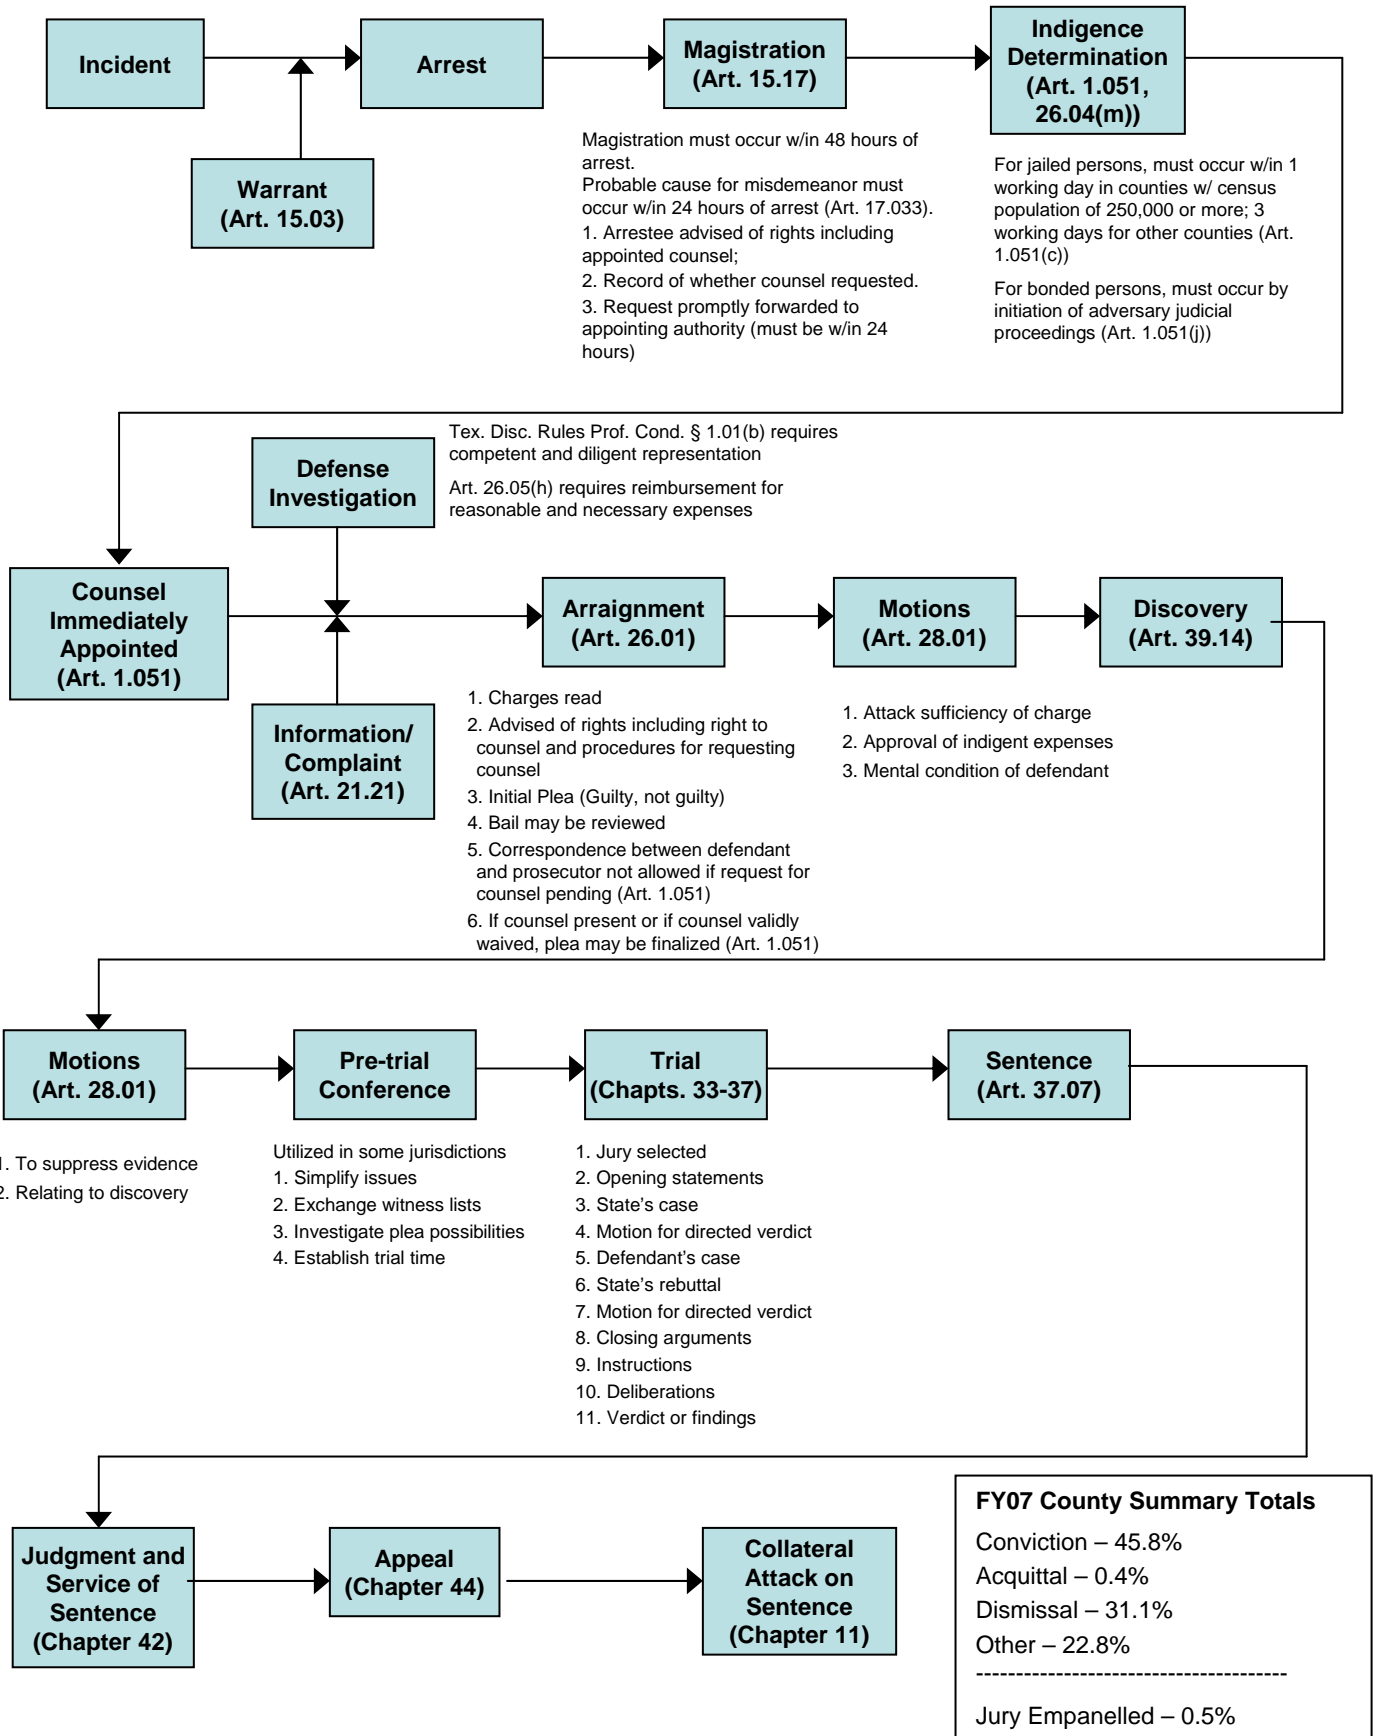 Incident
Arrest
Magistration
(Art. 15.17)
Indigence
Determination
(Art. 1.051,
26.04(m))
Warrant
(Art. 15.03)
Magistration must occur w/in 48 hours of
arrest.
Probable cause for misdemeanor must
occur w/in 24 hours of arrest (Art. 17.033).
1. Arrestee advised of rights including
appointed counsel;
2. Record of whether counsel requested.
3. Request promptly forwarded to
appointing authority (must be w/in 24
hours)
For jailed persons, must occur w/in 1
working day in counties w/ census
population of 250,000 or more; 3
working days for other counties (Art.
1.051(c))
For bonded persons, must occur by
initiation of adversary judicial
proceedings (Art. 1.051(j))
Defense
Investigation
Tex. Disc. Rules Prof. Cond. § 1.01(b) requires
competent and diligent representation
Art. 26.05(h) requires reimbursement for
reasonable and necessary expenses
Counsel
Immediately
Appointed
(Art. 1.051)
Information/
Complaint
(Art. 21.21)
Arraignment
(Art. 26.01)
Motions
(Art. 28.01)
Discovery
(Art. 39.14)
1. Charges read
2. Advised of rights including right to
counsel and procedures for requesting
counsel
3. Initial Plea (Guilty, not guilty)
4. Bail may be reviewed
5. Correspondence between defendant
and prosecutor not allowed if request for
counsel pending (Art. 1.051)
6. If counsel present or if counsel validly
waived, plea may be finalized (Art. 1.051)
1. Attack sufficiency of charge
2. Approval of indigent expenses
3. Mental condition of defendant
Motions
(Art. 28.01)
Pre-trial
Conference
Trial
(Chapts. 33-37)
Sentence
(Art. 37.07)
1. To suppress evidence
2. Relating to discovery
Utilized in some jurisdictions
1. Simplify issues
2. Exchange witness lists
3. Investigate plea possibilities
4. Establish trial time
1. Jury selected
2. Opening statements
3. State’s case
4. Motion for directed verdict
5. Defendant’s case
6. State’s rebuttal
7. Motion for directed verdict
8. Closing arguments
9. Instructions
10. Deliberations
11. Verdict or findings
Judgment and
Service of
Sentence
(Chapter 42)
Appeal
(Chapter 44)
Collateral
Attack on
Sentence
(Chapter 11)
FY07 County Summary Totals
Conviction – 45.8%
Acquittal – 0.4%
Dismissal – 31.1%
Other – 22.8%
---------------------------------------
Jury Empanelled – 0.5%